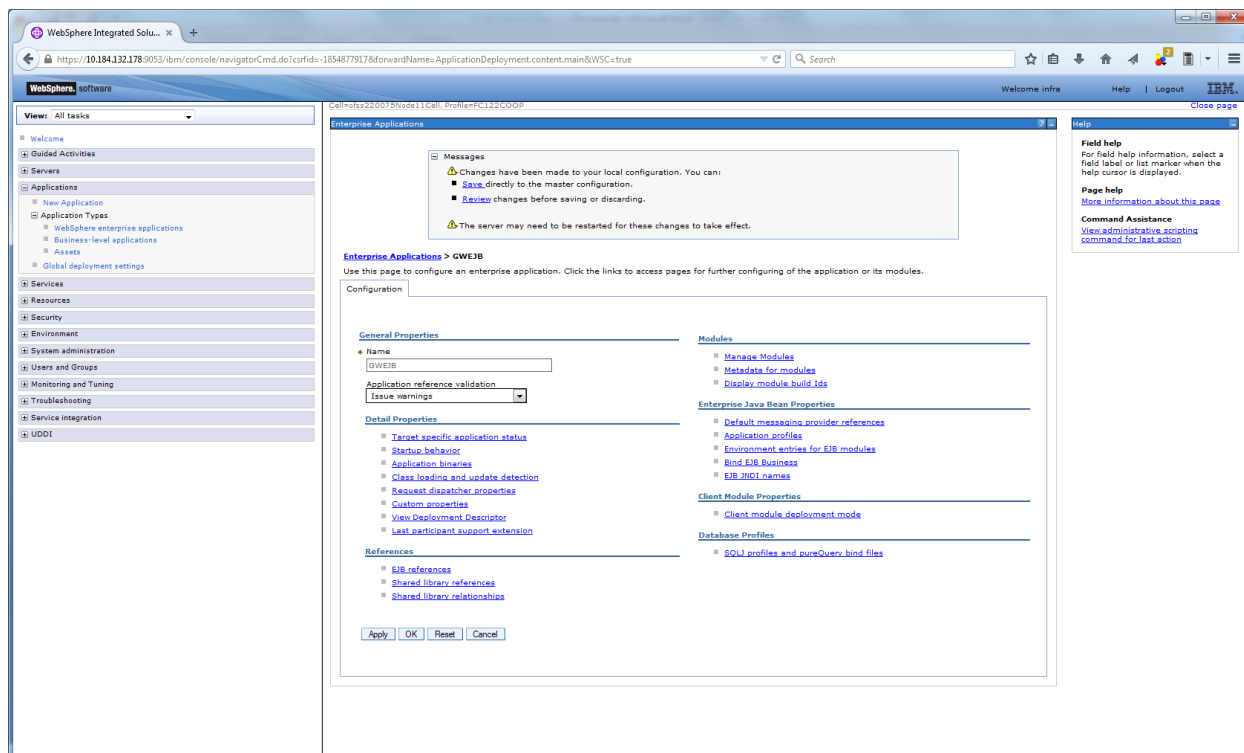 WebSphere Integrated Solu...
https://10.184.132.178:9053/ibm/console/navigatorCmd.do?csrfid=-1854877917&forwardName=ApplicationDeployment.content.main&WSC=true
Search
2
WebSphere. software
Welcome infra
Help | Logout
IBM.
View: All tasks
Welcome
Guided Activities
Servers
Applications
New Application
Application Types
WebSphere enterprise applications
Business-level applications
Assets
Global deployment settings
Services
Resources
Security
Environment
System administration
Users and Groups
Monitoring and Tuning
Troubleshooting
Service integration
UDDI
Cell=ofss220075Node11Cell, Profile=FC122COOP
Close page
Enterprise Applications
Messages
Changes have been made to your local configuration. You can:
Save directly to the master configuration.
Review changes before saving or discarding.
The server may need to be restarted for these changes to take effect.
Enterprise Applications > GWEJB
Use this page to configure an enterprise application. Click the links to access pages for further configuring of the application or its modules.
Configuration
General Properties
* Name
GWEJB
Application reference validation
Issue warnings
Detail Properties
Target specific application status
Startup behavior
Application binaries
Class loading and update detection
Request dispatcher properties
Custom properties
View Deployment Descriptor
Last participant support extension
References
EJB references
Shared library references
Shared library relationships
Modules
Manage Modules
Metadata for modules
Display module build Ids
Enterprise Java Bean Properties
Default messaging provider references
Application profiles
Environment entries for EJB modules
Bind EJB Business
EJB JNDI names
Client Module Properties
Client module deployment mode
Database Profiles
SQLJ profiles and pureQuery bind files
Apply OK Reset Cancel
Help
Field help
For field help information, select a
field label or list marker when the
help cursor is displayed.
Page help
More information about this page
Command Assistance
View administrative scripting
command for last action